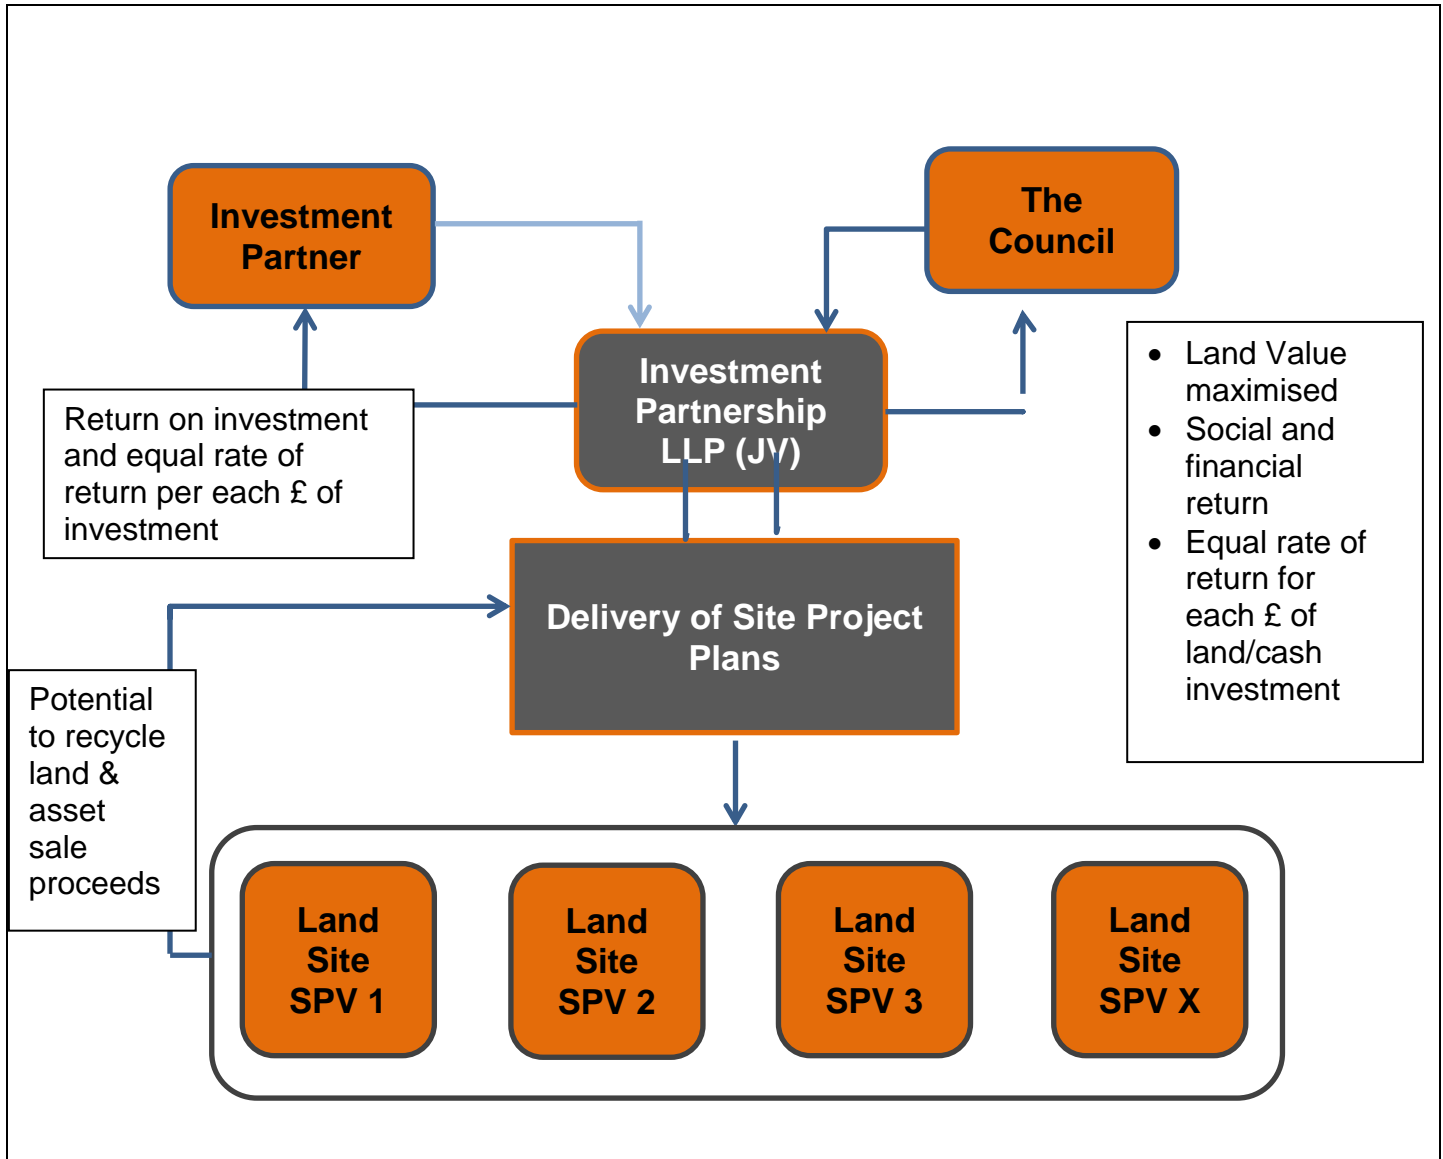 Investment
Partner
The
Council
Investment
Partnership
LLP (JV)
Return on investment
and equal rate of
return per each £ of
investment
• Land Value
maximised
• Social and
financial
return
• Equal rate of
return for
each £ of
land/cash
investment
Delivery of Site Project
Plans
Potential
to recycle
land &
asset
sale
proceeds
Land
Site
SPV 1
Land
Site
SPV 2
Land
Site
SPV 3
Land
Site
SPV X